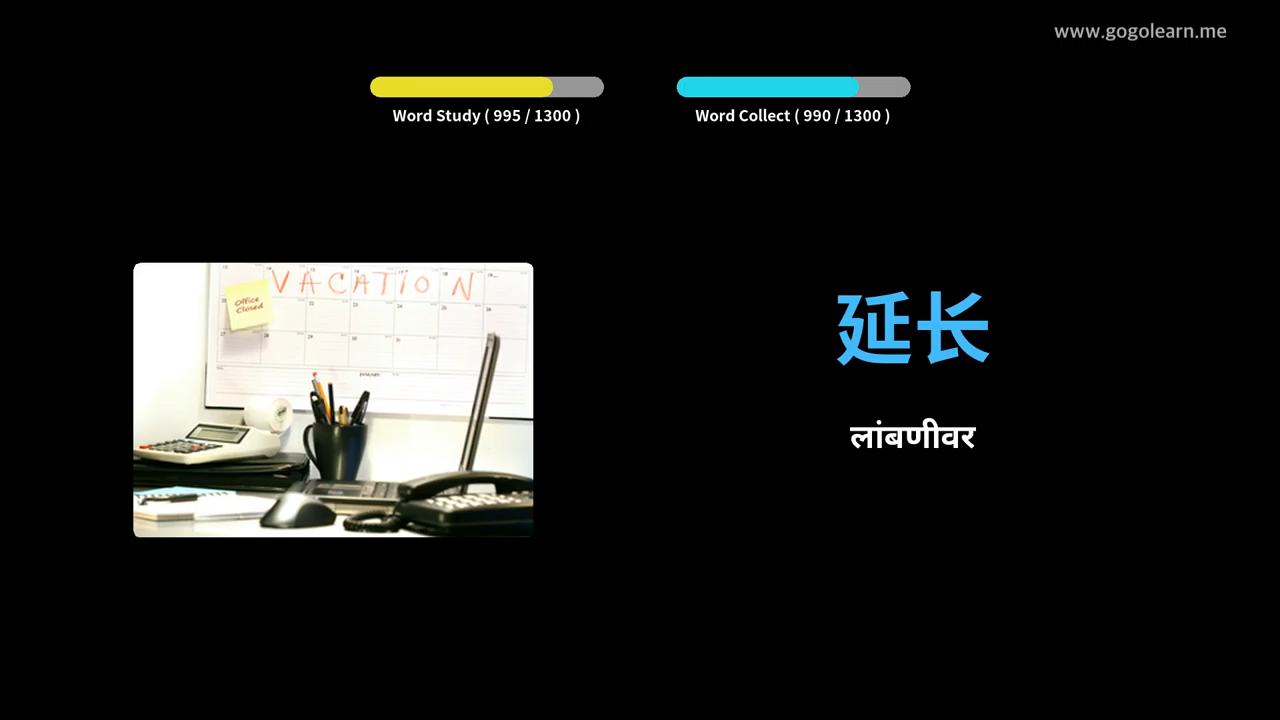 www.gogolearn.me
Word Study ( 995 / 1300 )
Word Collect ( 990 / 1300 )
VACATION
Office
Closed
延长
लांबणीवर